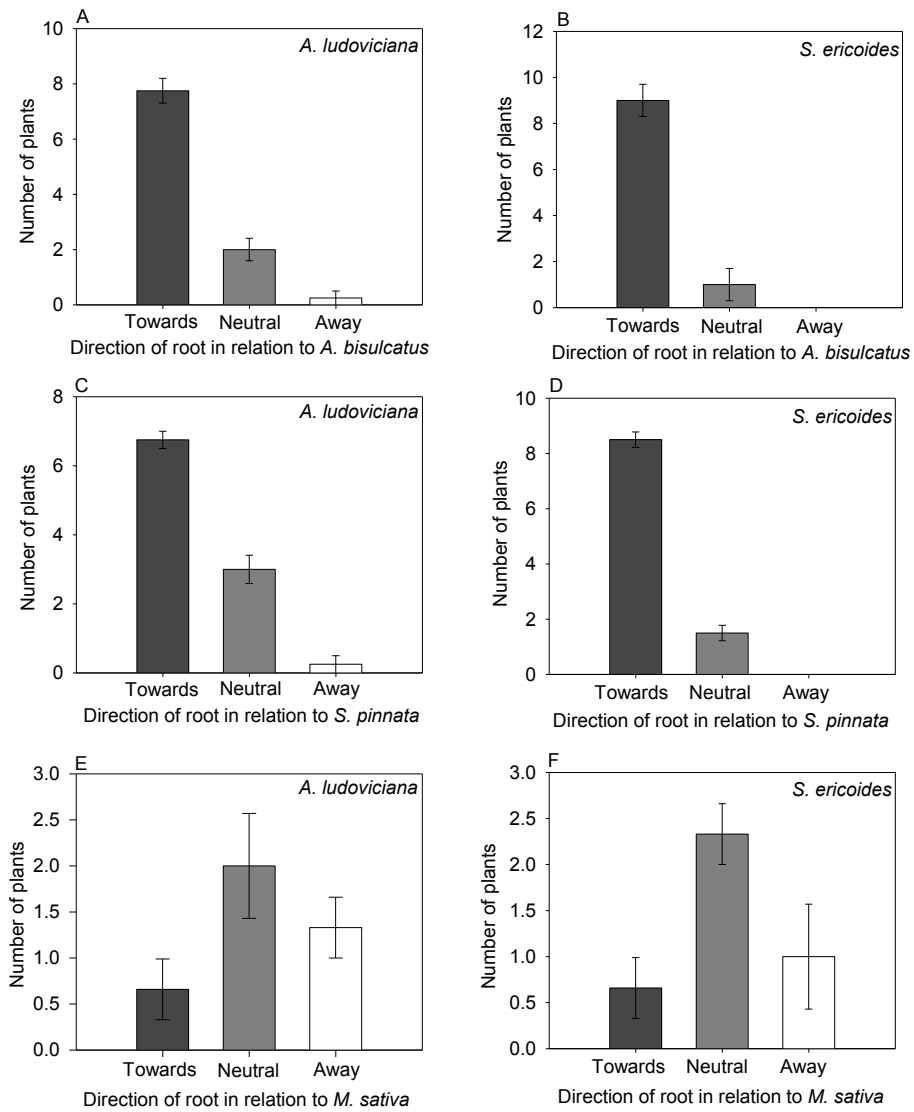 A
A. ludoviciana
10
8
6
4
2
0
Number of plants
Towards Neutral Away
Direction of root in relation to A. bisulcatus
B
S. ericoides
12
10
8
6
4
2
0
Number of plants
Towards Neutral Away
Direction of root in relation to A. bisulcatus
C
A. ludoviciana
8
6
4
2
0
Number of plants
Towards Neutral Away
Direction of root in relation to S. pinnata
D
S. ericoides
10
8
6
4
2
0
Number of plants
Towards Neutral Away
Direction of root in relation to S. pinnata
E
A. ludoviciana
3.0
2.5
2.0
1.5
1.0
0.5
0.0
Number of plants
Towards Neutral Away
Direction of root in relation to M. sativa
F
S. ericoides
3.0
2.5
2.0
1.5
1.0
0.5
0.0
Number of plants
Towards Neutral Away
Direction of root in relation to M. sativa